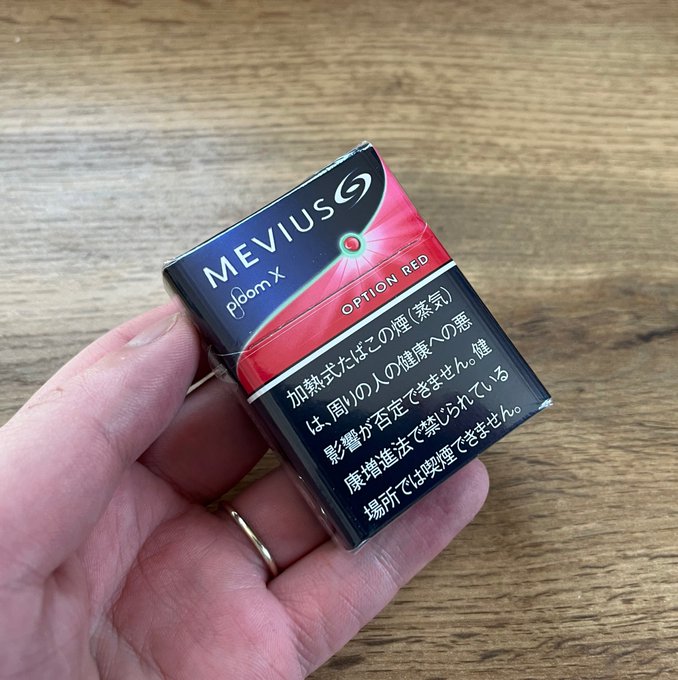 MEVIUS
ploom X
OPTION RED
加熱式たばこの煙(蒸気)
は、周りの人の健康への悪
影響が否定できません。健
康増進法で禁じられている
場所では喫煙できません。